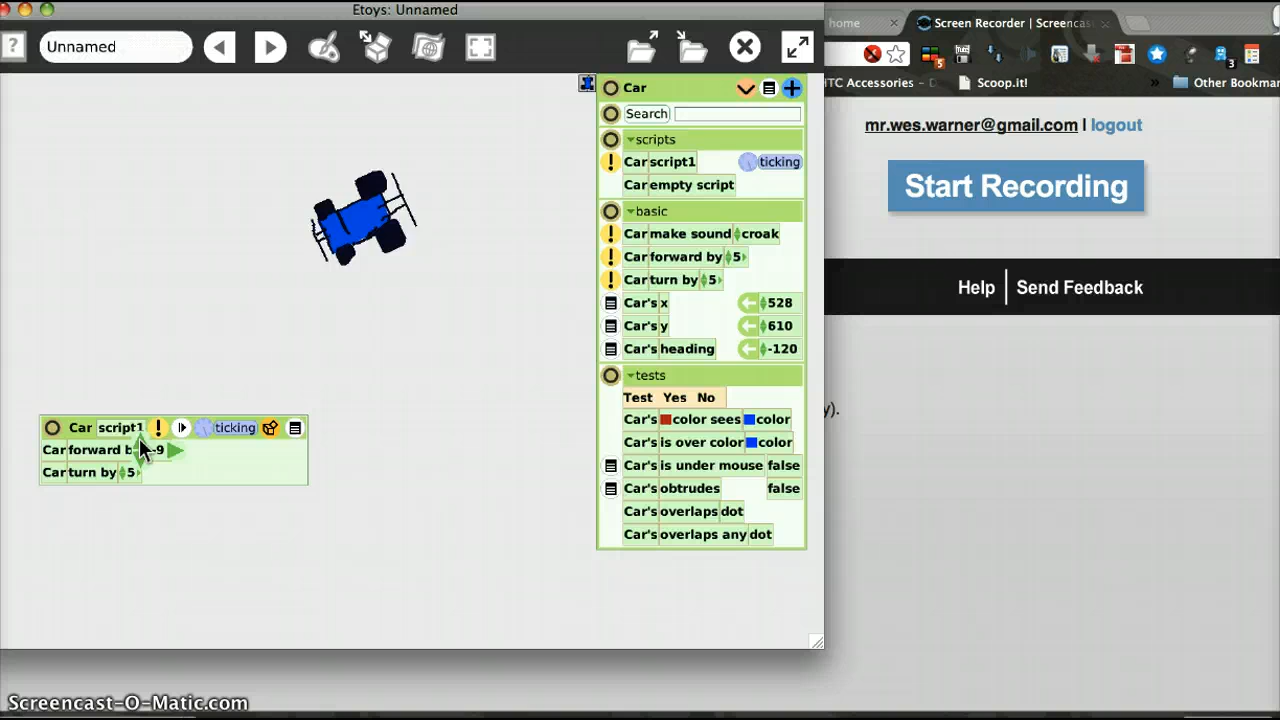 Etoys: Unnamed
?
Unnamed
home
Screen Recorder | Screencas
5
3
HTC Accessories - D
Scoop.it!
»
Other Bookmar
mr.wes.warner@gmail.com | logout
Start Recording
Help | Send Feedback
y).
Car
Search
scripts
! Car script1 ticking
Car empty script
basic
! Car make sound croak
! Car forward by 5
! Car turn by 5
Car's x 528
Car's y 610
Car's heading -120
tests
Test Yes No
Car's color sees color
Car's is over color color
Car's is under mouse false
Car's obtrudes false
Car's overlaps dot
Car's overlaps any dot
Car script1 ! ticking
Car forward b -9
Car turn by 5
Screencast-O-Matic.com